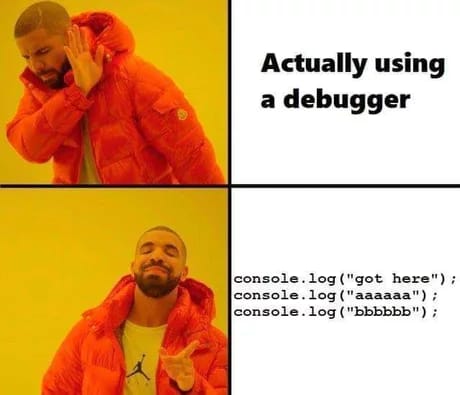 Actually using
a debugger
console.log("got here");
console.log("aaaaaa");
console.log("bbbbbb");